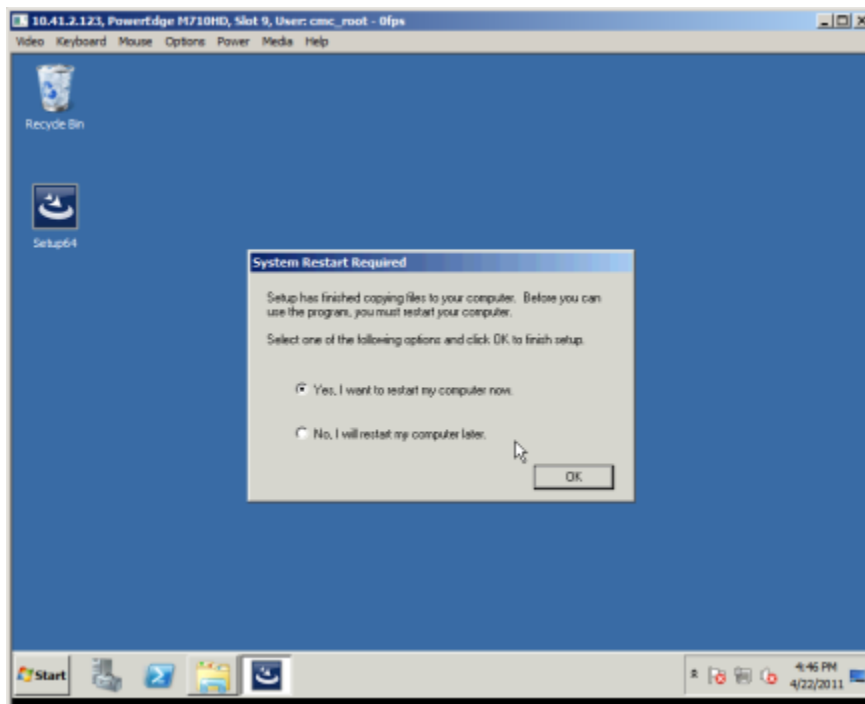 10.41.2.123, PowerEdge M710HD, Slot 9, User: cmc_root - 0fps
Video Keyboard Mouse Options Power Media Help
Recycle Bin
Setup64
System Restart Required
Setup has finished copying files to your computer. Before you can
use the program, you must restart your computer.
Select one of the following options and click OK to finish setup.
Yes, I want to restart my computer now.
No, I will restart my computer later.
OK
Start
4:46 PM
4/22/2011